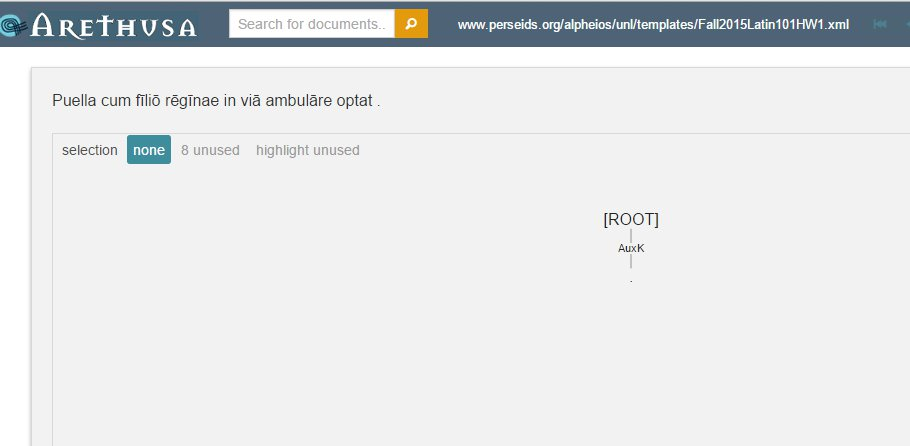 ARETHUSA Search for documents.. www.perseids.org/alpheios/unl/templates/Fall2015Latin101HW1.xml
Puella cum fīliō rēgīnae in viā ambulāre optat .
selection none 8 unused highlight unused
[ROOT]
AuxK
.